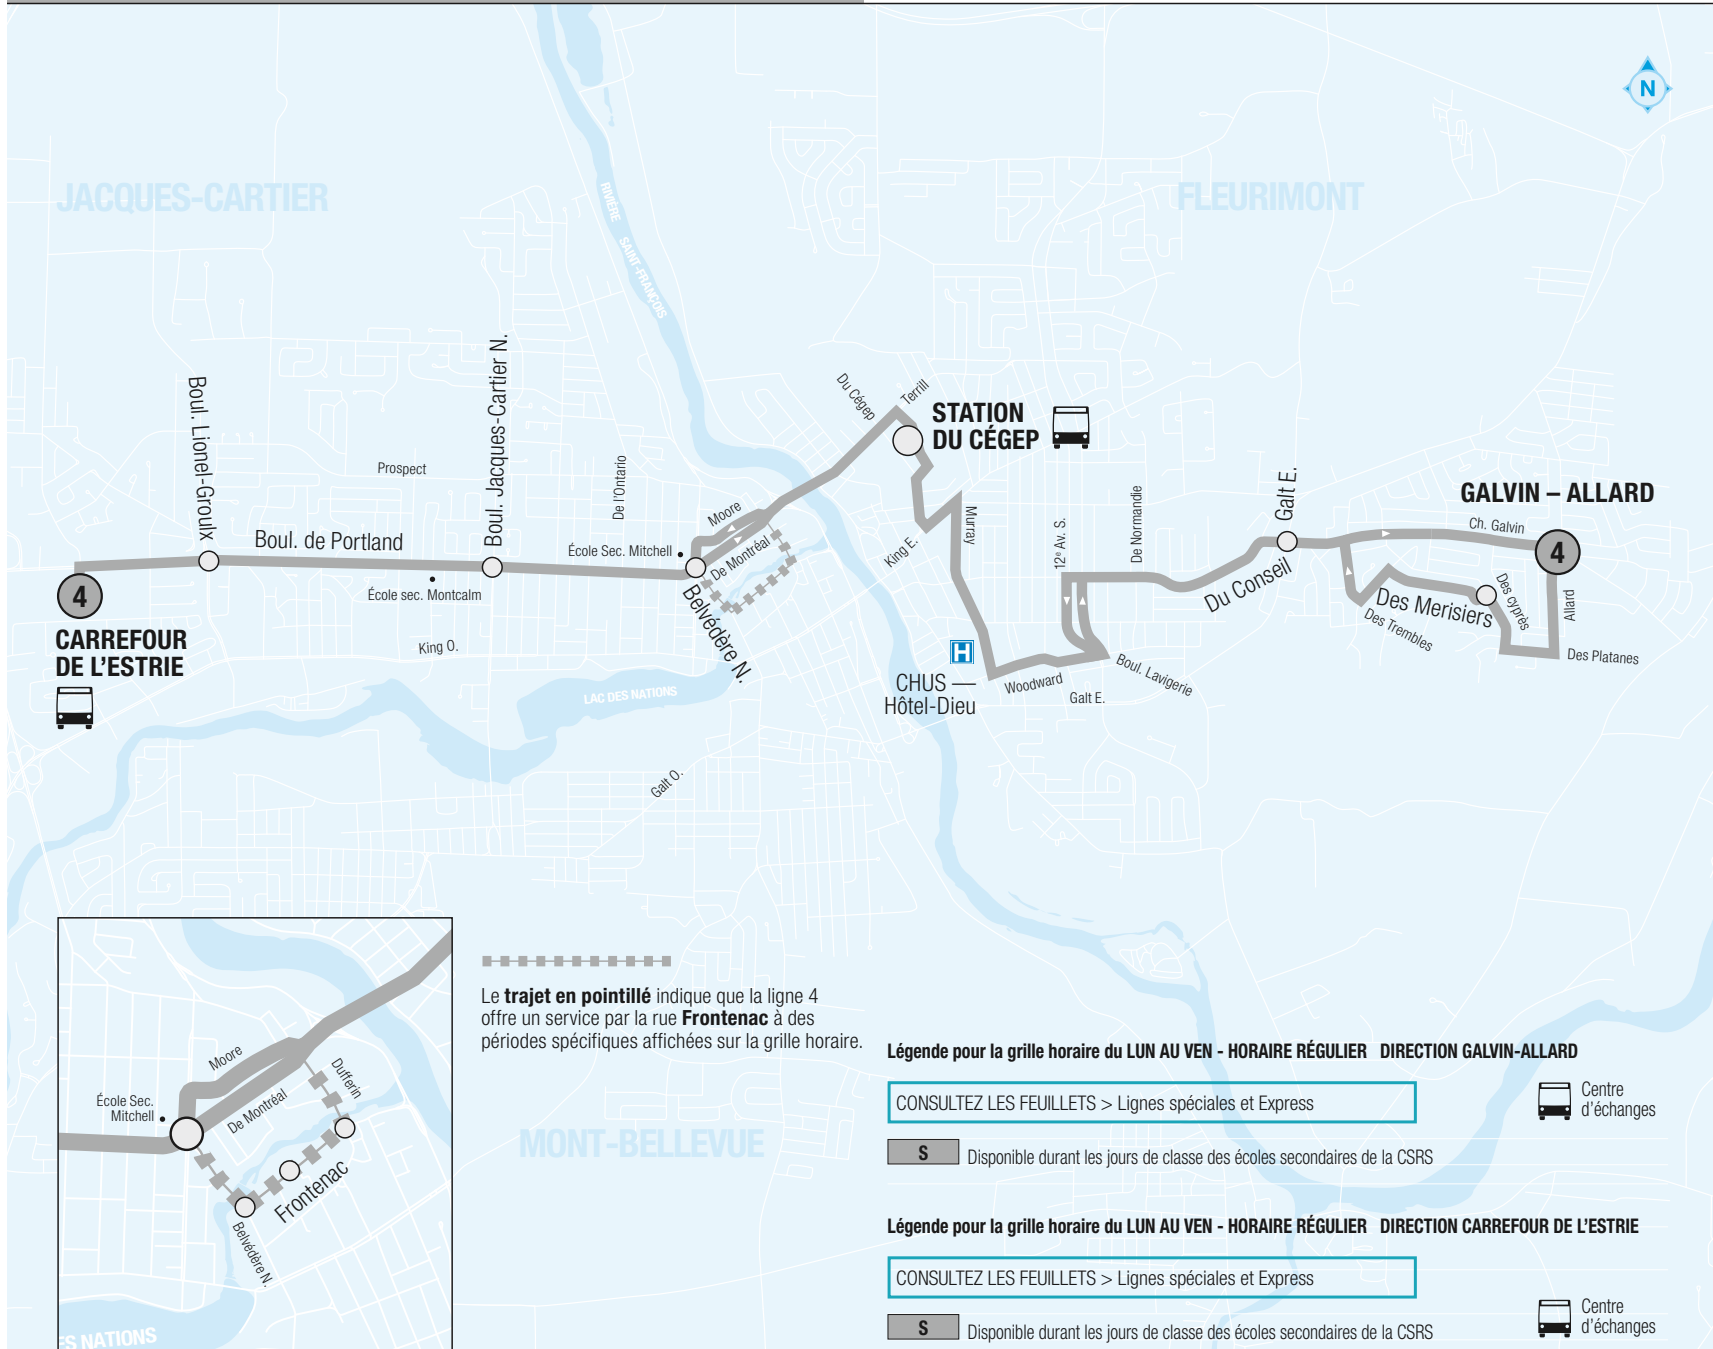 N
JACQUES-CARTIER
FLEURIMONT
RIVIÈRE SAINT-FRANÇOIS
Boul. Lionel-Groulx
Boul. Jacques-Cartier N.
Du Cégep
Terrill
STATION
DU CÉGEP
Prospect
De l'Ontario
Boul. de Portland
Moore
École Sec. Mitchell
De Montréal
École sec. Montcalm
Belvédère N.
King O.
King E.
Murray
12e Av. S.
De Normandie
Galt E.
GALVIN – ALLARD
Ch. Galvin
4
4
CARREFOUR
DE L'ESTRIE
Du Conseil
Des Merisiers
Des cyprès
Allard
Des Trembles
Des Platanes
H
CHUS —
Hôtel-Dieu
Woodward
Boul. Lavigerie
Galt E.
LAC DES NATIONS
Galt O.
Le trajet en pointillé indique que la ligne 4
offre un service par la rue Frontenac à des
périodes spécifiques affichées sur la grille horaire.
Moore
Dufferin
École Sec.
Mitchell
De Montréal
Frontenac
Belvédère N.
ES NATIONS
MONT-BELLEVUE
Légende pour la grille horaire du LUN AU VEN - HORAIRE RÉGULIER DIRECTION GALVIN-ALLARD
CONSULTEZ LES FEUILLETS > Lignes spéciales et Express
Centre
d'échanges
S Disponible durant les jours de classe des écoles secondaires de la CSRS
Légende pour la grille horaire du LUN AU VEN - HORAIRE RÉGULIER DIRECTION CARREFOUR DE L'ESTRIE
CONSULTEZ LES FEUILLETS > Lignes spéciales et Express
Centre
d'échanges
S Disponible durant les jours de classe des écoles secondaires de la CSRS